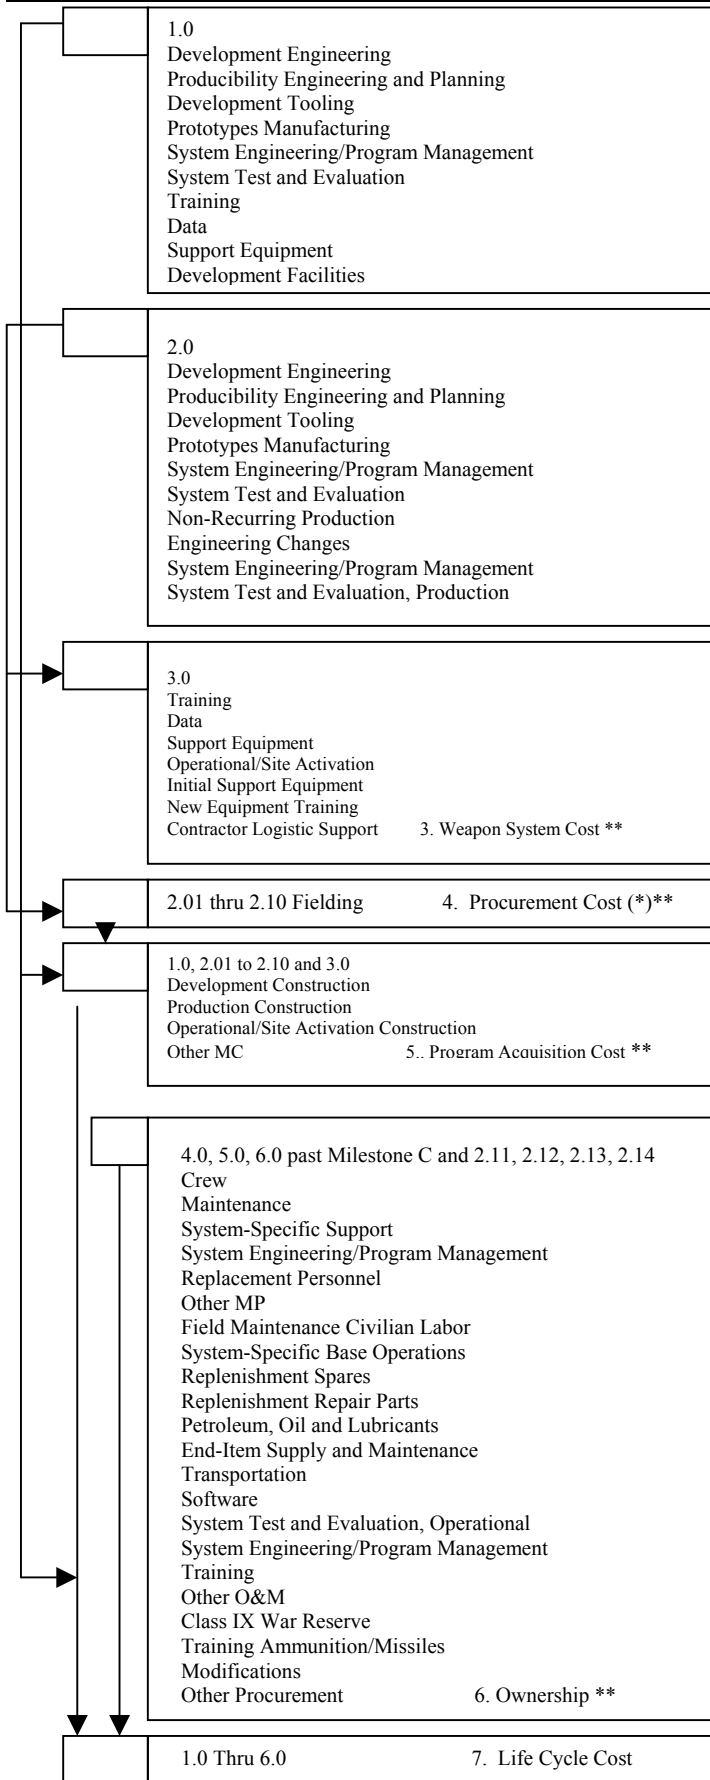 1.0
Development Engineering
Producibility Engineering and Planning
Development Tooling
Prototypes Manufacturing
System Engineering/Program Management
System Test and Evaluation
Training
Data
Support Equipment
Development Facilities
2.0
Development Engineering
Producibility Engineering and Planning
Development Tooling
Prototypes Manufacturing
System Engineering/Program Management
System Test and Evaluation
Non-Recurring Production
Engineering Changes
System Engineering/Program Management
System Test and Evaluation, Production
3.0
Training
Data
Support Equipment
Operational/Site Activation
Initial Support Equipment
New Equipment Training
Contractor Logistic Support 3. Weapon System Cost **
2.01 thru 2.10 Fielding 4. Procurement Cost (*)**
1.0, 2.01 to 2.10 and 3.0
Development Construction
Production Construction
Operational/Site Activation Construction
Other MC 5.. Program Acquisition Cost **
4.0, 5.0, 6.0 past Milestone C and 2.11, 2.12, 2.13, 2.14
Crew
Maintenance
System-Specific Support
System Engineering/Program Management
Replacement Personnel
Other MP
Field Maintenance Civilian Labor
System-Specific Base Operations
Replenishment Spares
Replenishment Repair Parts
Petroleum, Oil and Lubricants
End-Item Supply and Maintenance
Transportation
Software
System Test and Evaluation, Operational
System Engineering/Program Management
Training
Other O&M
Class IX War Reserve
Training Ammunition/Missiles
Modifications
Other Procurement 6. Ownership **
1.0 Thru 6.0 7. Life Cycle Cost